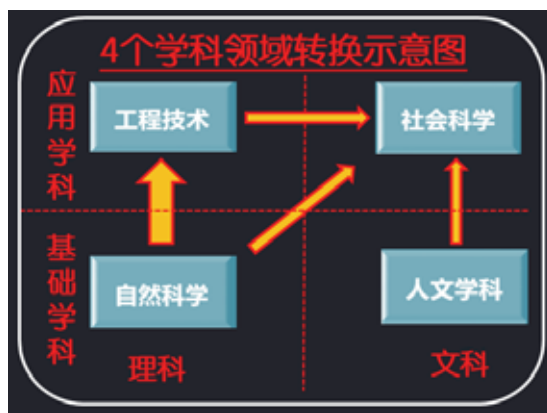 4个学科领域转换示意图
应用学科
工程技术
社会科学
基础学科
自然科学
人文学科
理科
文科